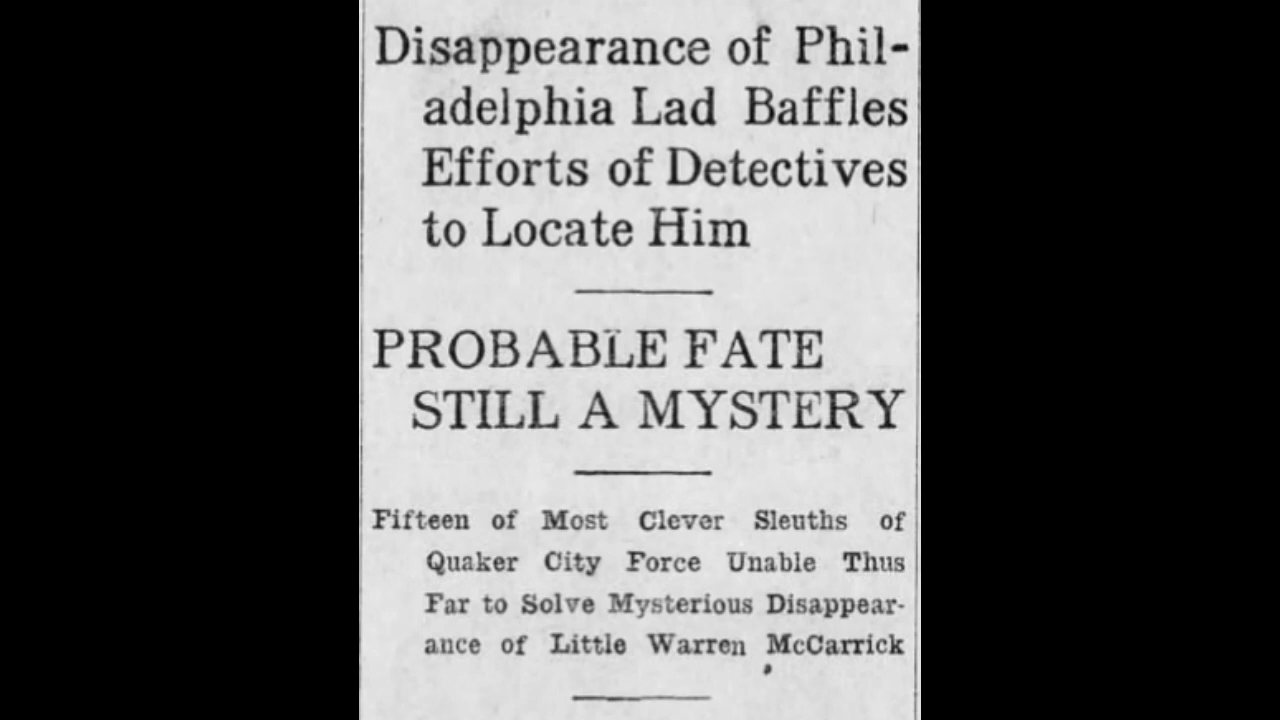 Disappearance of Phil-
adelphia Lad Baffles
Efforts of Detectives
to Locate Him
PROBABLE FATE
STILL A MYSTERY
Fifteen of Most Clever Sleuths of
Quaker City Force Unable Thus
Far to Solve Mysterious Disappear-
ance of Little Warren McCarrick